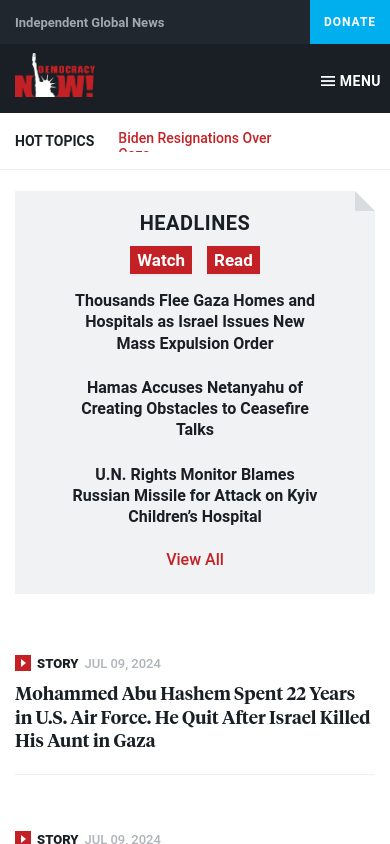 Independent Global News
DONATE
DEMOCRACY
NOW!
MENU
HOT TOPICS
Biden Resignations Over
HEADLINES
Watch
Read
Thousands Flee Gaza Homes and
Hospitals as Israel Issues New
Mass Expulsion Order
Hamas Accuses Netanyahu of
Creating Obstacles to Ceasefire
Talks
U.N. Rights Monitor Blames
Russian Missile for Attack on Kyiv
Children’s Hospital
View All
STORY JUL 09, 2024
Mohammed Abu Hashem Spent 22 Years
in U.S. Air Force. He Quit After Israel Killed
His Aunt in Gaza
STORY JUL 09, 2024